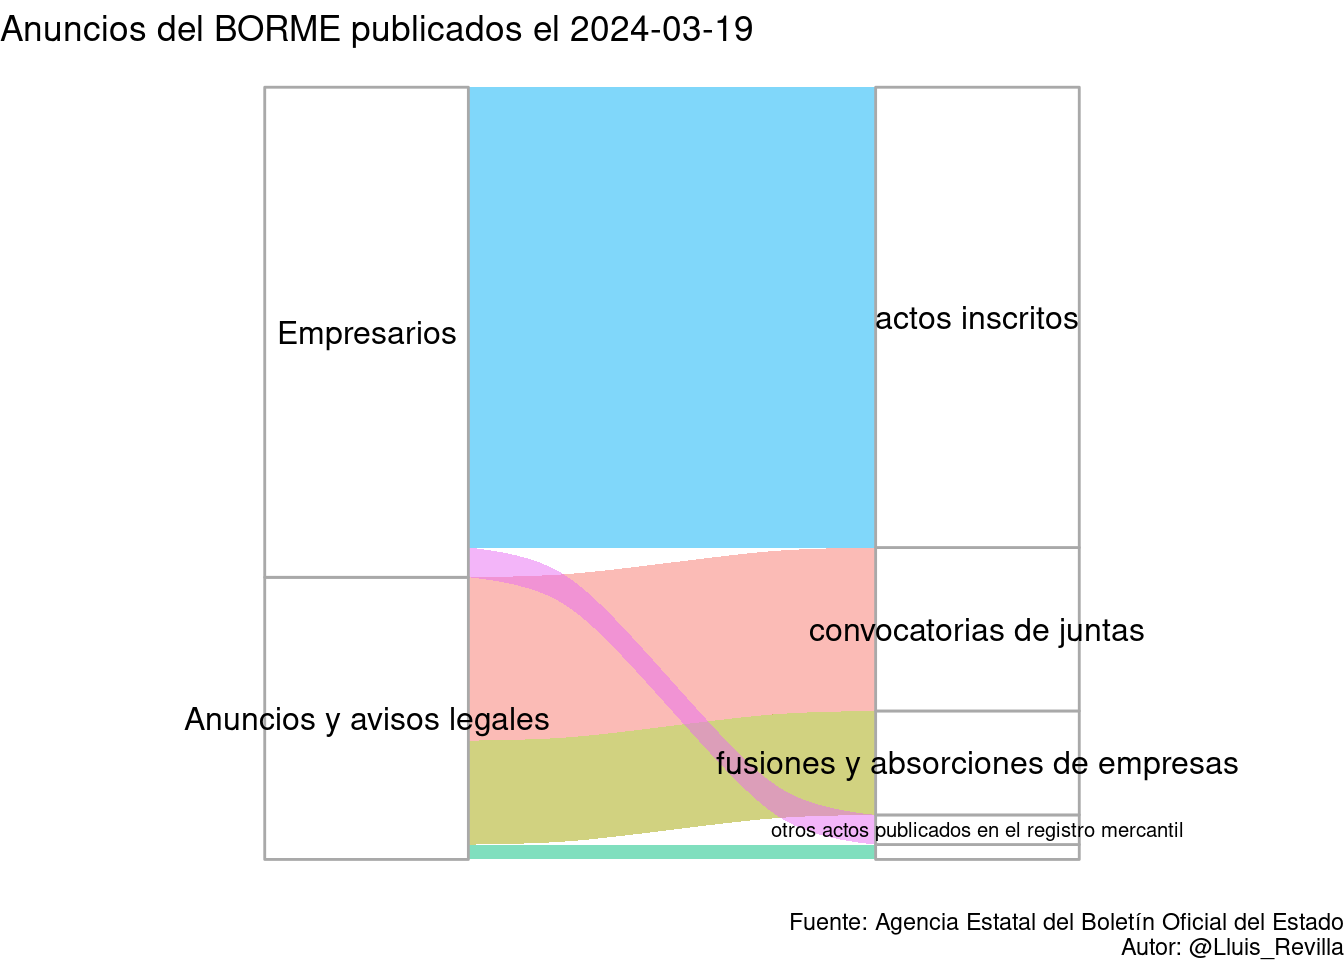 Anuncios del BORME publicados el 2024-03-19
Empresarios
actos inscritos
convocatorias de juntas
Anuncios y avisos legales
fusiones y absorciones de empresas
otros actos publicados en el registro mercantil
Fuente: Agencia Estatal del Boletín Oficial del Estado
Autor: @Lluis_Revilla